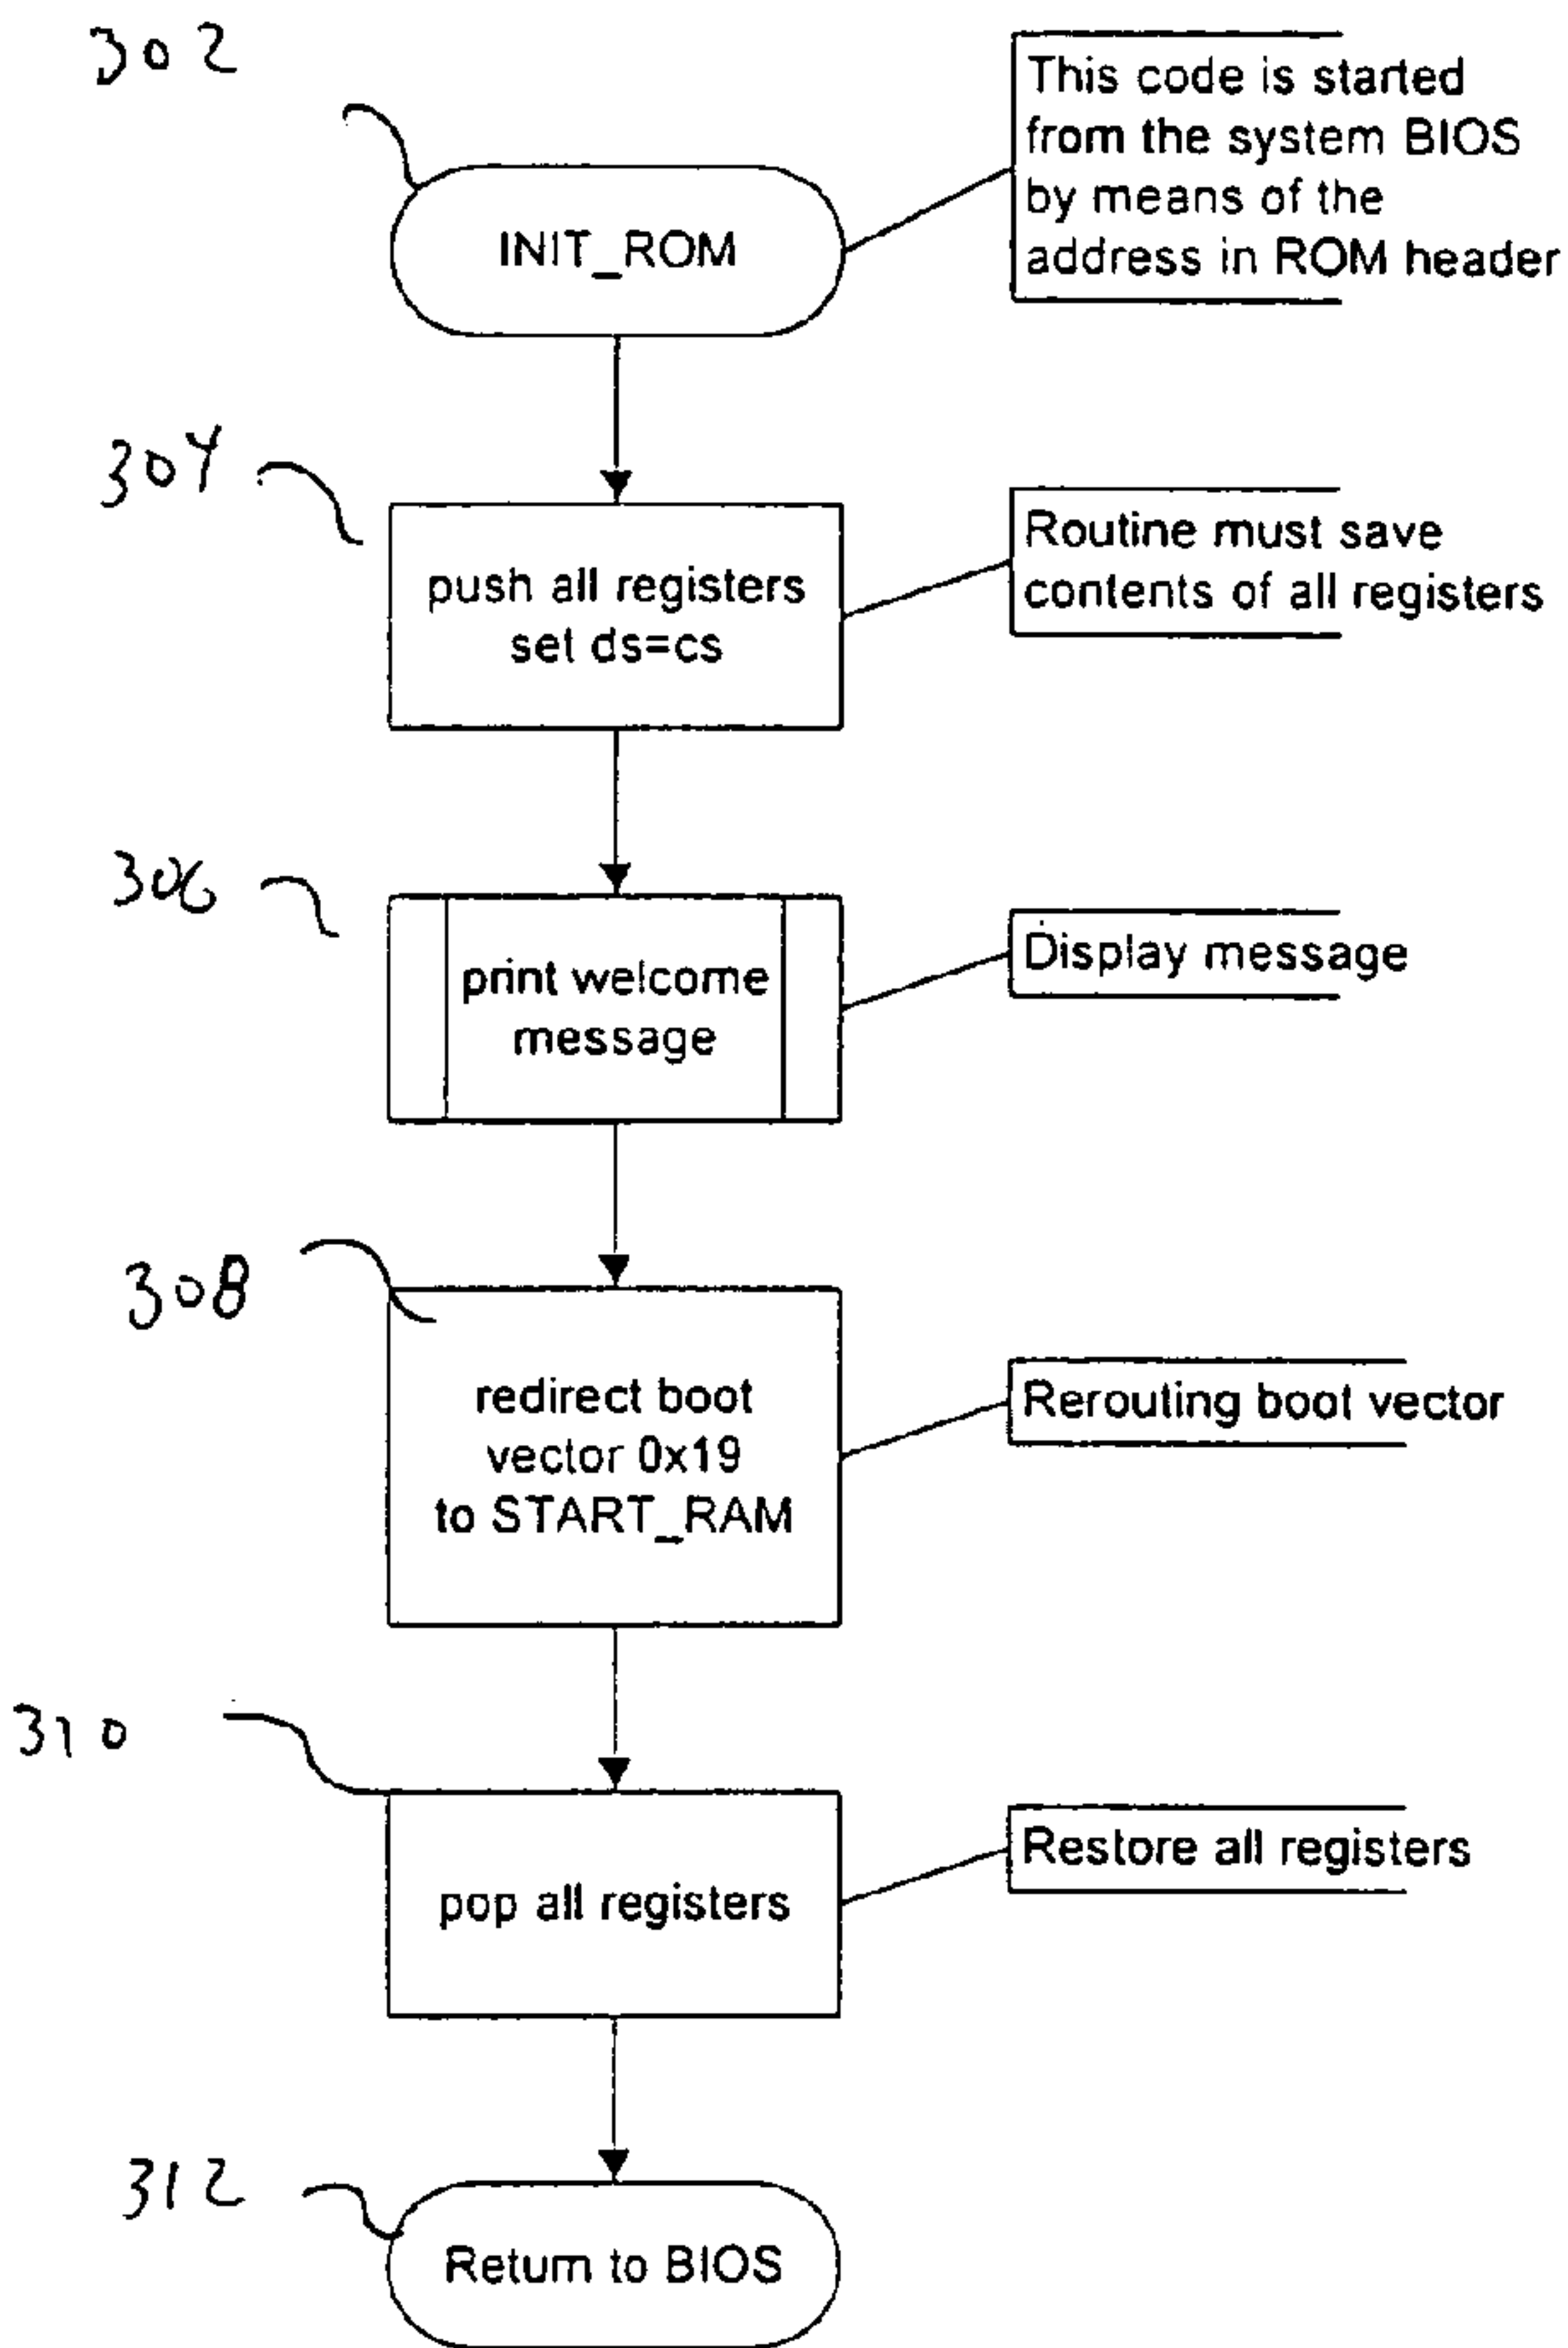 302
This code is started
from the system BIOS
by means of the
address in ROM header
INIT_ROM
304
push all registers
set ds=cs
Routine must save
contents of all registers
306
print welcome
message
Display message
308
redirect boot
vector 0x19
to START_RAM
Rerouting boot vector
310
pop all registers
Restore all registers
312
Return to BIOS